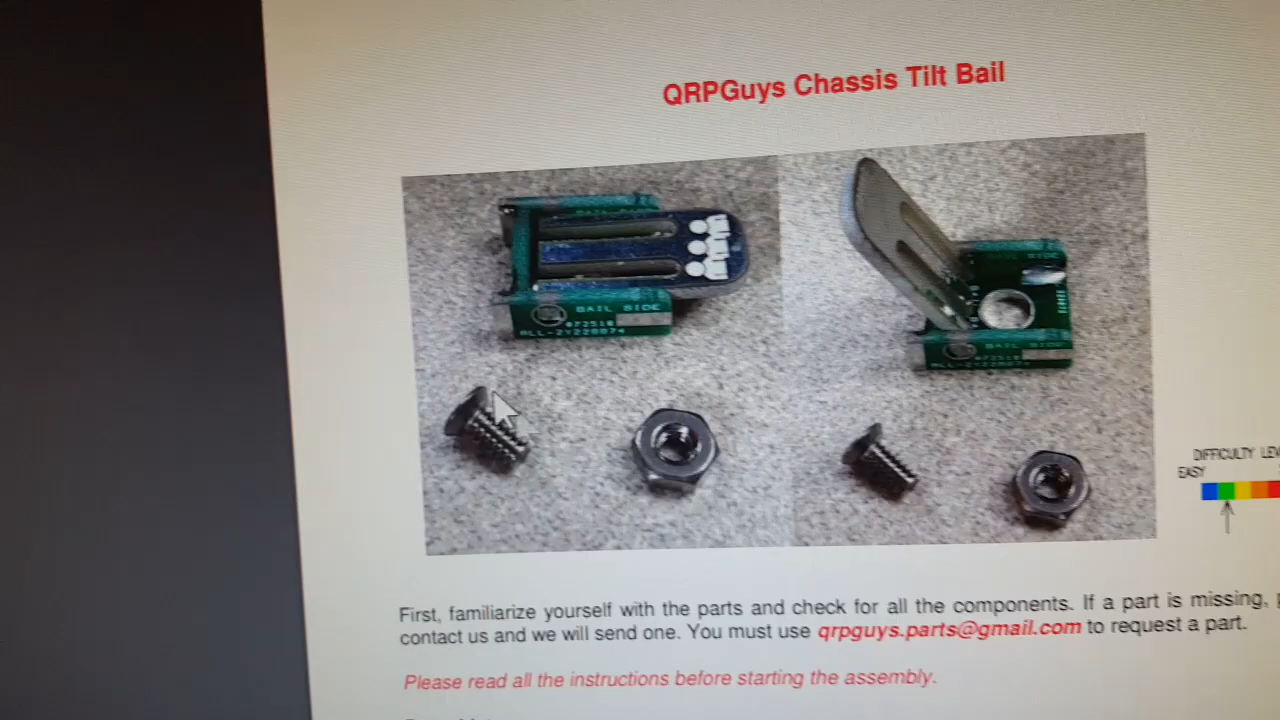 QRPGuys Chassis Tilt Bail
BAIL SIDE
BAIL SIDE
DIFFICULTY
EASY
First, familiarize yourself with the parts and check for all the components. If a part is missing,
contact us and we will send one. You must use qrpguys.parts@gmail.com to request a part.
Please read all the instructions before starting the assembly.